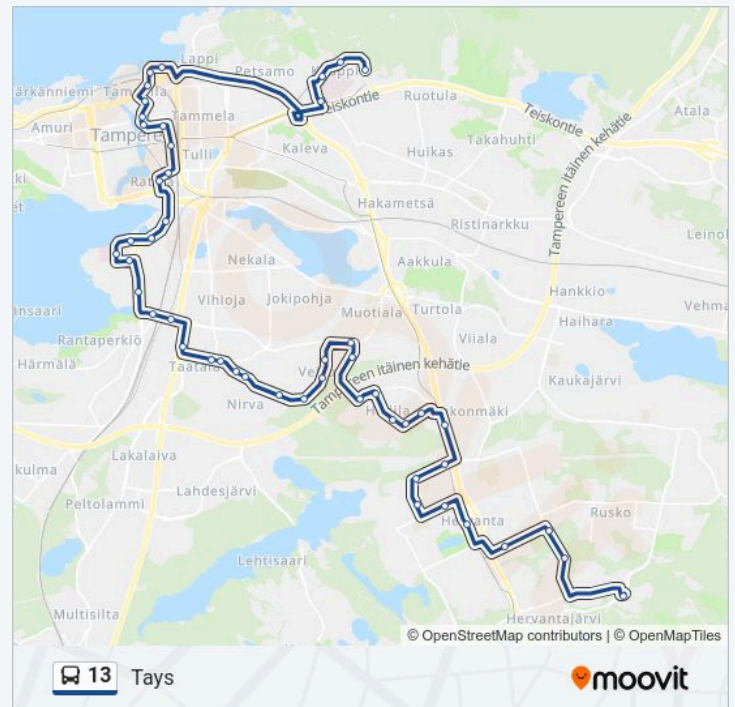 Lappi
Petsamo
Kauppi
Särkänniemi
Tammela
Teiskontie
Ruotula
Teiskontie
Atala
Amuri
Tampere
Tammela
Kaleva
Takahuhti
Tulli
Huikas
Ratina
Hakametsä
Ristinarkku
Tampereen itäinen kehätie
Nekala
Aakkula
Vihioja
Jokipohja
Hankkio
Muotiala
Turtola
Haihara
Rantaperkiö
Viiala
Härmälä
Taatala
Tampereen itäinen kehätie
Kaukajärvi
Nirva
Lakalaiva
Lahdesjärvi
Peltolammi
Rusko
Hervanta
Lehtisaari
Multisilta
Hervantajärvi
© OpenStreetMap contributors | © OpenMapTiles
13 Tays
moovit